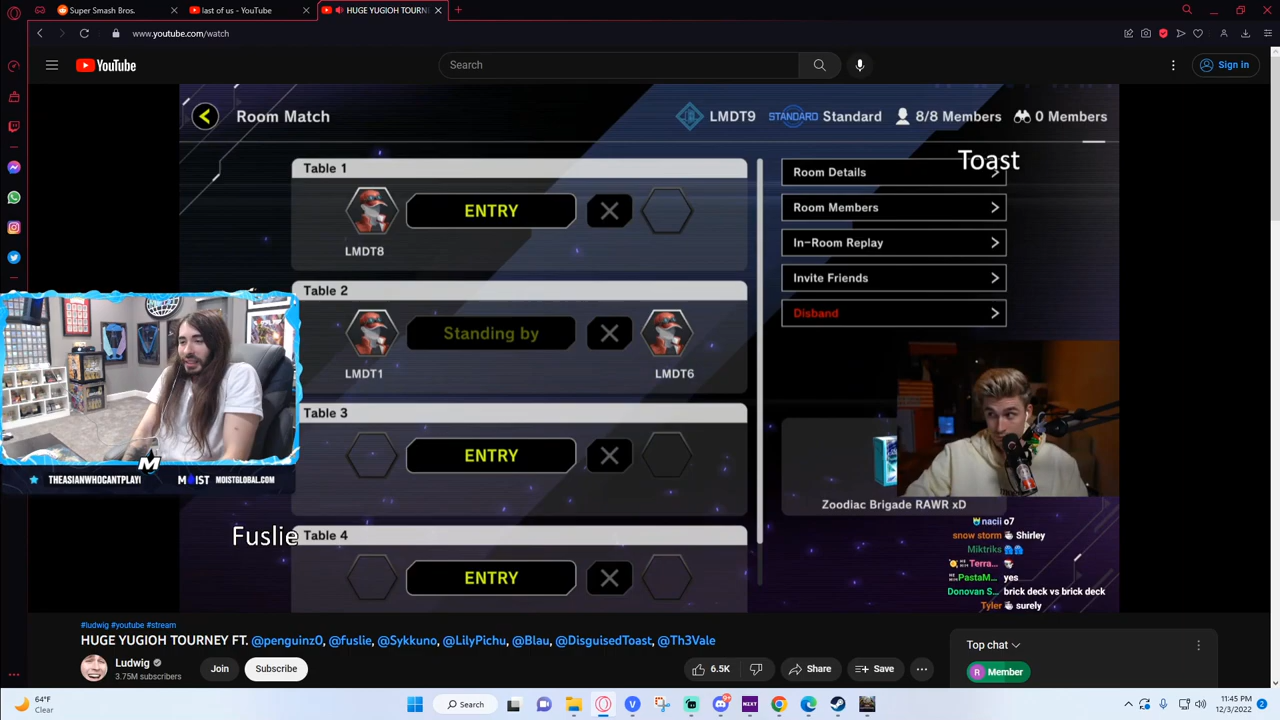 Super Smash Bros.
last of us - YouTube
HUGE YUGIOH TOURNE
www.youtube.com/watch
YouTube
Search
Sign in
Room Match
LMDT9
STANDARD Standard
8/8 Members
0 Members
Toast
Table 1
ENTRY
LMDT8
Table 2
Standing by
LMDT1
LMDT6
Table 3
ENTRY
Table 4
ENTRY
Room Details
Room Members
In-Room Replay
Invite Friends
Disband
Zoodiac Brigade RAWR xD
M
THEASIANWHOCANTPLAY
MOIST MOISTGLOBAL.COM
Fuslie
nacii o7
snow storm Shirley
Miktriks
Terra...
PastaM... yes
Donovan S... brick deck vs brick deck
Tyler surely
#ludwig #youtube #stream
HUGE YUGIOH TOURNEY FT. @penguinz0, @fuslie, @Sykkuno, @LilyPichu, @Blau, @DisguisedToast, @Th3Vale
Ludwig
3.75M subscribers
Join
Subscribe
6.5K
Share
Save
Top chat
R Member
64°F
Clear
Search
NZXT
11:45 PM
12/3/2022
2